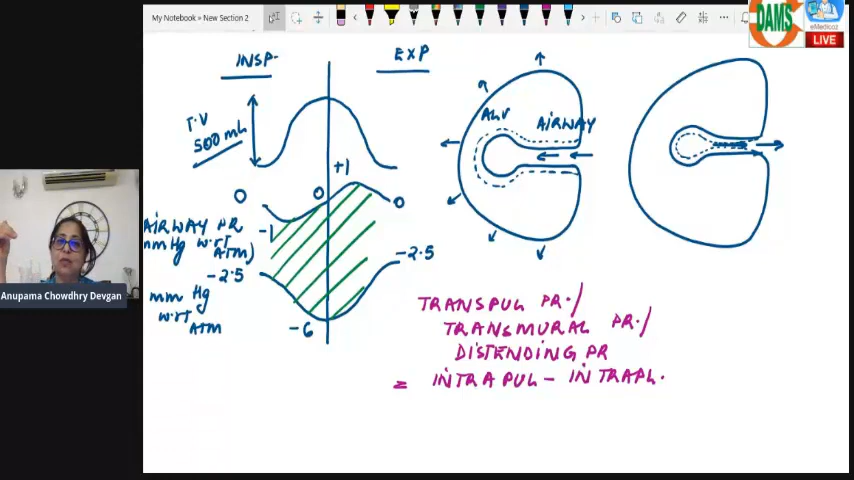 My Notebook » New Section 2
DAMS
eMedicoz
LIVE
INSP.
EXP
T.V
500 mL
ALV
AIRWAY
+1
0
0
0
-1
AIRWAY PR
mm Hg w.r.t
ATM)
-2.5
-2.5
mm Hg
w.r.t
ATM
-6
Anupama Chowdhry Devgan
TRANSPUL PR./
TRANSMURAL PR./
DISTENDING PR
= INTRAPUL - INTRAPL.